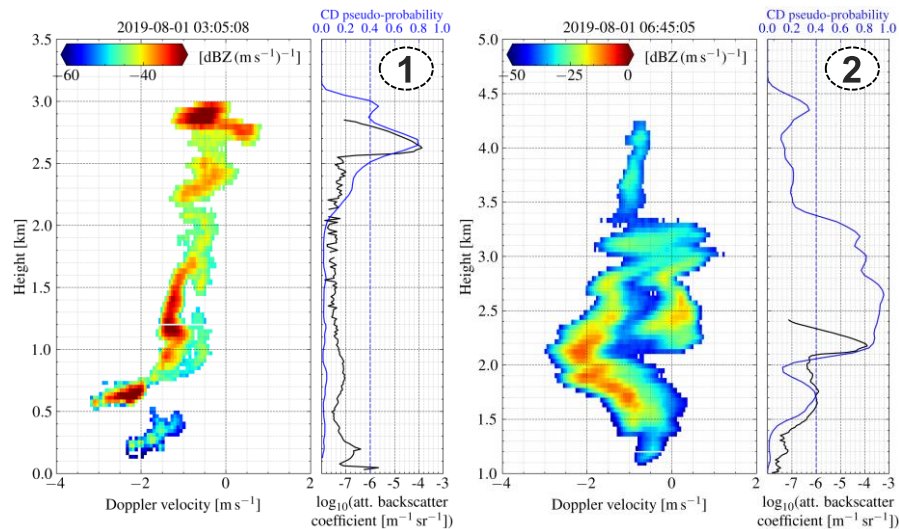 2019-08-01 03:05:08
CD pseudo-probability
0.0 0.2 0.4 0.6 0.8 1.0
−60 −40
[dBZ (m s⁻¹)⁻¹]
1
3.5
3.0
2.5
2.0
1.5
1.0
0.5
0.0
Height [km]
−4 −2 0 2 4
Doppler velocity [m s⁻¹]
-7 -6 -5 -4 -3
log₁₀(att. backscatter
coefficient [m⁻¹ sr⁻¹])
2019-08-01 06:45:05
CD pseudo-probability
0.0 0.2 0.4 0.6 0.8 1.0
−50 −25 0
[dBZ (m s⁻¹)⁻¹]
2
5.0
4.5
4.0
3.5
3.0
2.5
2.0
1.5
1.0
Height [km]
−4 −2 0 2 4
Doppler velocity [m s⁻¹]
-7 -6 -5 -4 -3
log₁₀(att. backscatter
coefficient [m⁻¹ sr⁻¹])